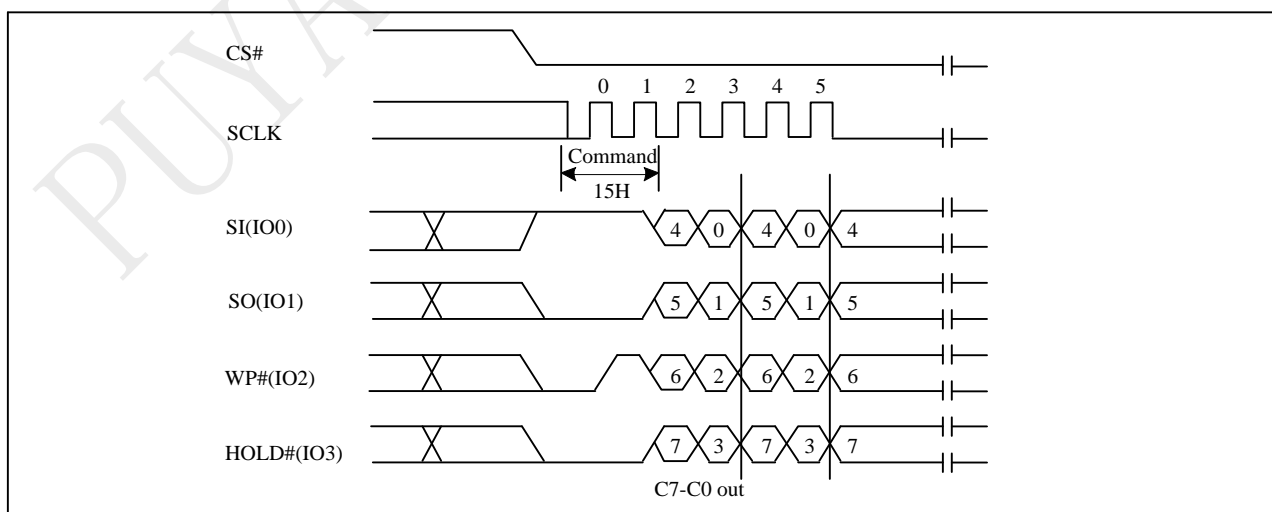 PUYA
CS#
0 1 2 3 4 5
SCLK
Command
15H
SI(IO0) 4 0 4 0 4
SO(IO1) 5 1 5 1 5
WP#(IO2) 6 2 6 2 6
HOLD#(IO3) 7 3 7 3 7
C7-C0 out